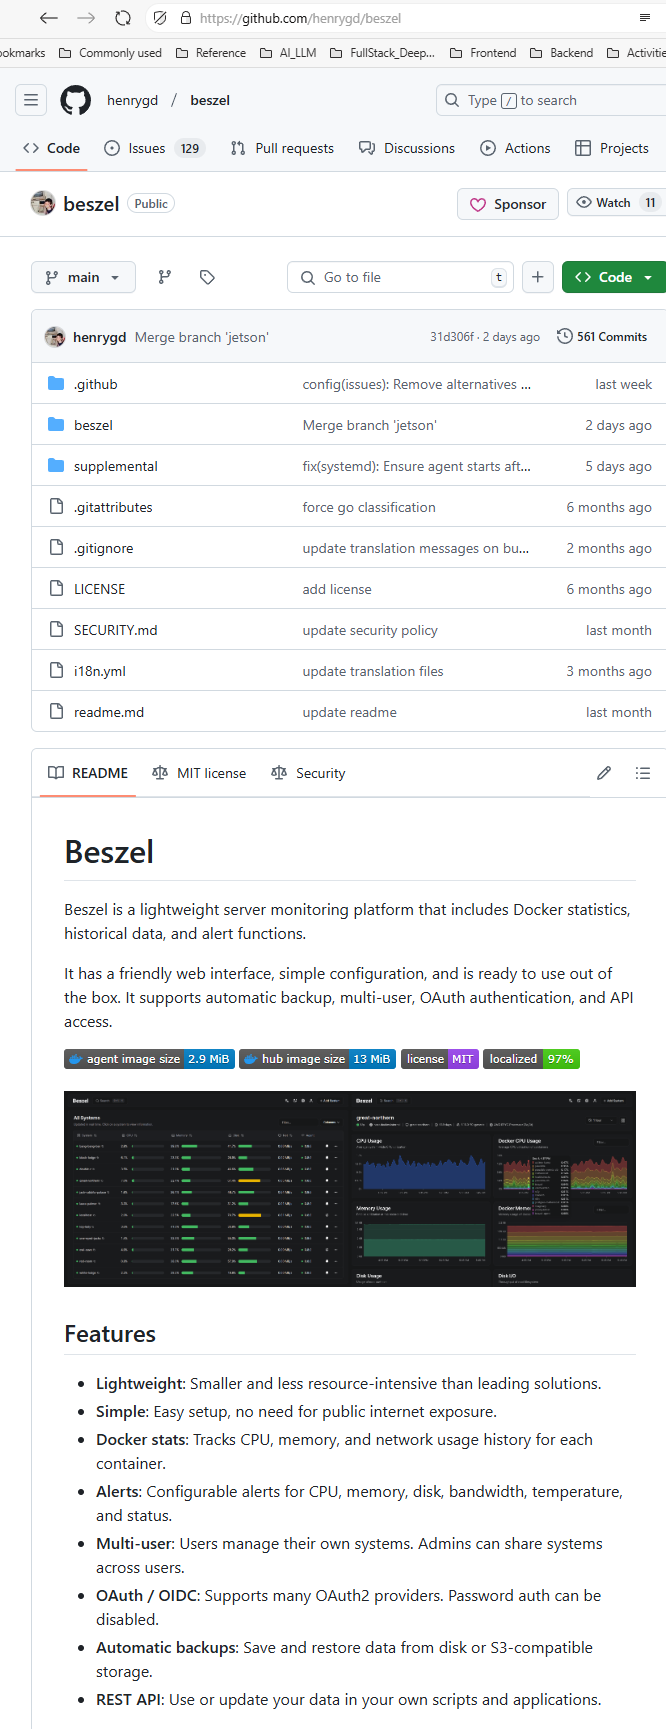 https://github.com/henrygd/beszel
ookmarks Commonly used Reference AI_LLM FullStack_Deep... Frontend Backend Activitie
henrygd / beszel
Type / to search
Code Issues 129 Pull requests Discussions Actions Projects
beszel Public Sponsor Watch 11
main Go to file t Code
henrygd Merge branch 'jetson' 31d306f · 2 days ago 561 Commits
.github config(issues): Remove alternatives ... last week
beszel Merge branch 'jetson' 2 days ago
supplemental fix(systemd): Ensure agent starts aft... 5 days ago
.gitattributes force go classification 6 months ago
.gitignore update translation messages on bu... 2 months ago
LICENSE add license 6 months ago
SECURITY.md update security policy last month
i18n.yml update translation files 3 months ago
readme.md update readme last month
README MIT license Security
Beszel
Beszel is a lightweight server monitoring platform that includes Docker statistics,
historical data, and alert functions.
It has a friendly web interface, simple configuration, and is ready to use out of
the box. It supports automatic backup, multi-user, OAuth authentication, and API
access.
agent image size 2.9 MiB hub image size 13 MiB license MIT localized 97%
Beszel Beszel
All Systems great-northern
CPU Usage Docker CPU Usage
Memory Usage Docker Memo
Disk Usage Disk I/O
Features
• Lightweight: Smaller and less resource-intensive than leading solutions.
• Simple: Easy setup, no need for public internet exposure.
• Docker stats: Tracks CPU, memory, and network usage history for each
container.
• Alerts: Configurable alerts for CPU, memory, disk, bandwidth, temperature,
and status.
• Multi-user: Users manage their own systems. Admins can share systems
across users.
• OAuth / OIDC: Supports many OAuth2 providers. Password auth can be
disabled.
• Automatic backups: Save and restore data from disk or S3-compatible
storage.
• REST API: Use or update your data in your own scripts and applications.